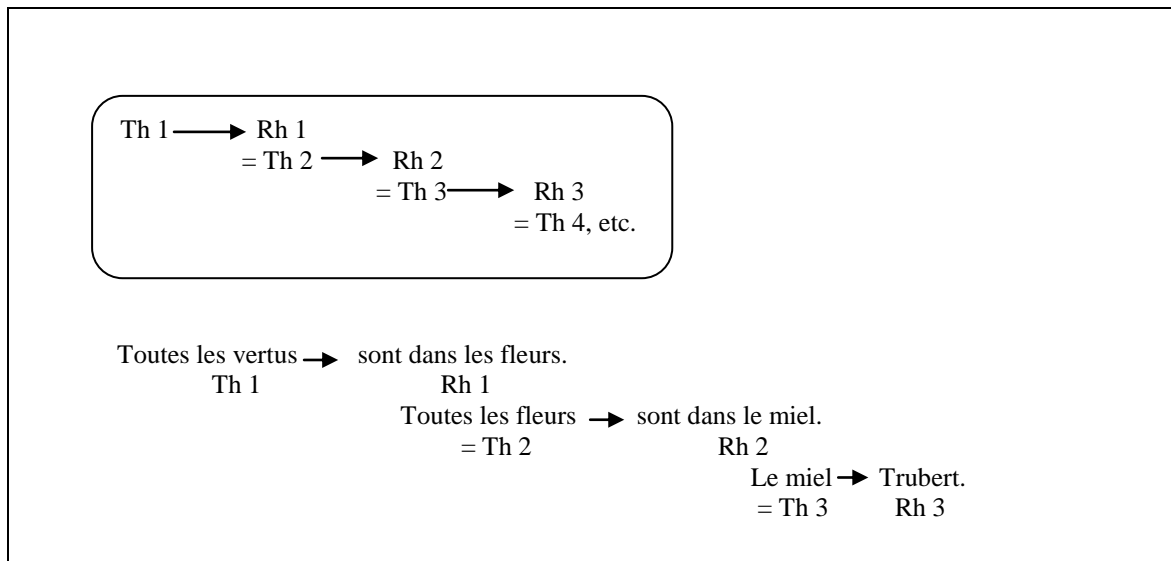 Th 1 Rh 1
= Th 2 Rh 2
= Th 3 Rh 3
= Th 4, etc.
Toutes les vertus sont dans les fleurs.
Th 1 Rh 1
Toutes les fleurs sont dans le miel.
= Th 2 Rh 2
Le miel Trubert.
= Th 3 Rh 3